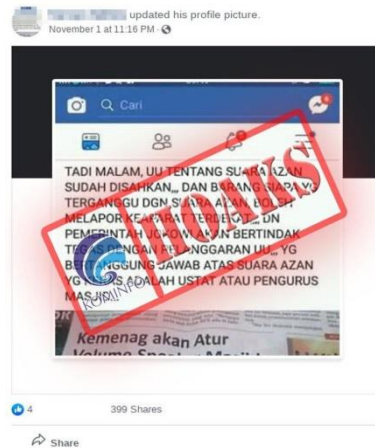 updated his profile picture.
November 1 at 11:16 PM
Cari
TADI MALAM, UU TENTANG SUARA AZAN
SUDAH DISAHKAN,,, DAN BARANG SIAPA YG
TERGANGGU DGN SUARA AZAN, BOLEH
MELAPOR KE APARAT DN
PEMERINTAH JOKOWI AKAN BERTINDAK
TEGAS DENGAN PELANGGARAN UU,,, YG
BERTANGGUNG JAWAB ATAS SUARA AZAN
YG ADALAH USTAT ATAU PENGURUS
MASJID
HOAKS
KOMINFO
Kemenag akan Atur
Volume
4
399 Shares
Share